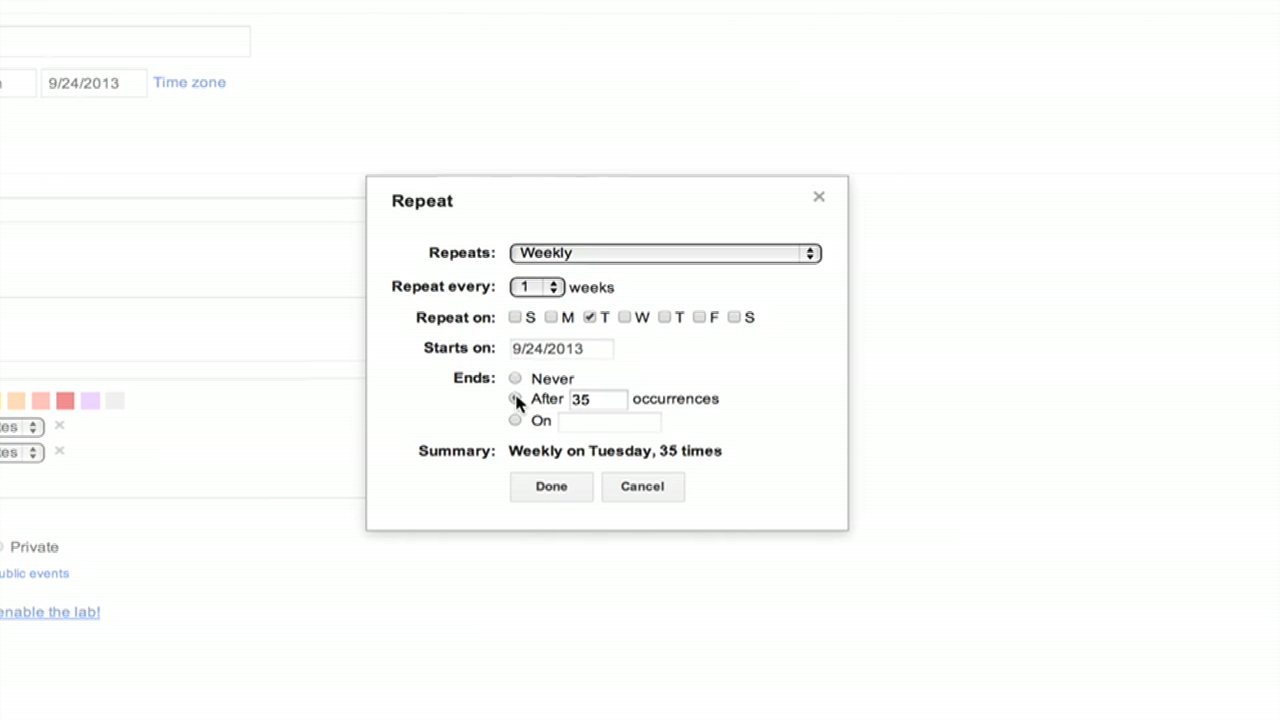 9/24/2013 Time zone
Repeat
Repeats: Weekly
Repeat every: 1 weeks
Repeat on: S M T W T F S
Starts on: 9/24/2013
Ends: Never
After 35 occurrences
On
Summary: Weekly on Tuesday, 35 times
Done Cancel
Private
ublic events
enable the lab!